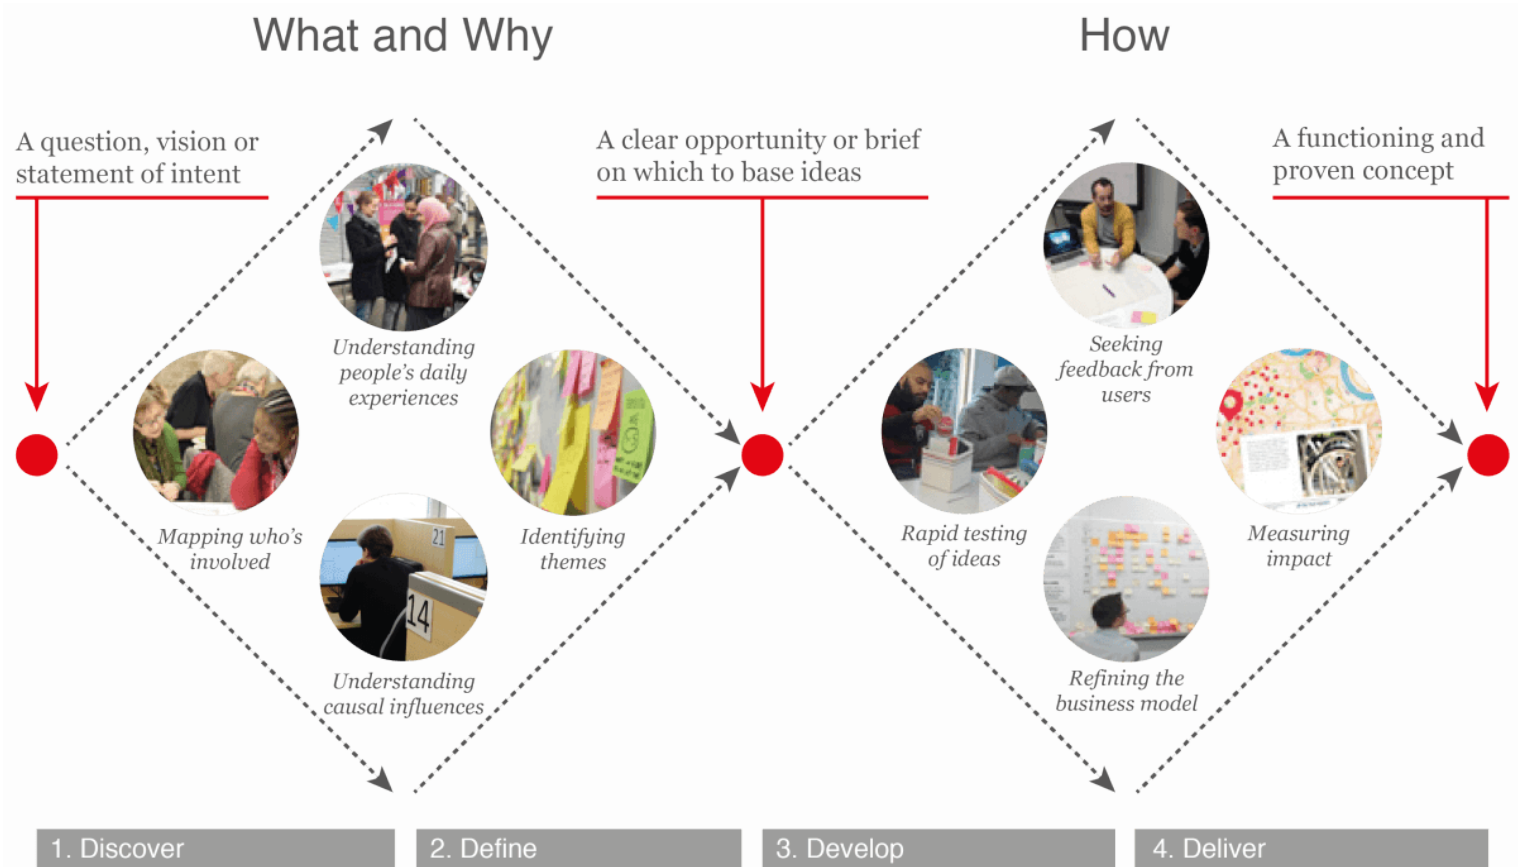 What and Why
How
A question, vision or
statement of intent
A clear opportunity or brief
on which to base ideas
A functioning and
proven concept
Understanding
people's daily
experiences
Seeking
feedback from
users
Mapping who's
involved
21
14
Identifying
themes
Rapid testing
of ideas
Measuring
impact
Understanding
causal influences
Refining the
business model
1. Discover
2. Define
3. Develop
4. Deliver